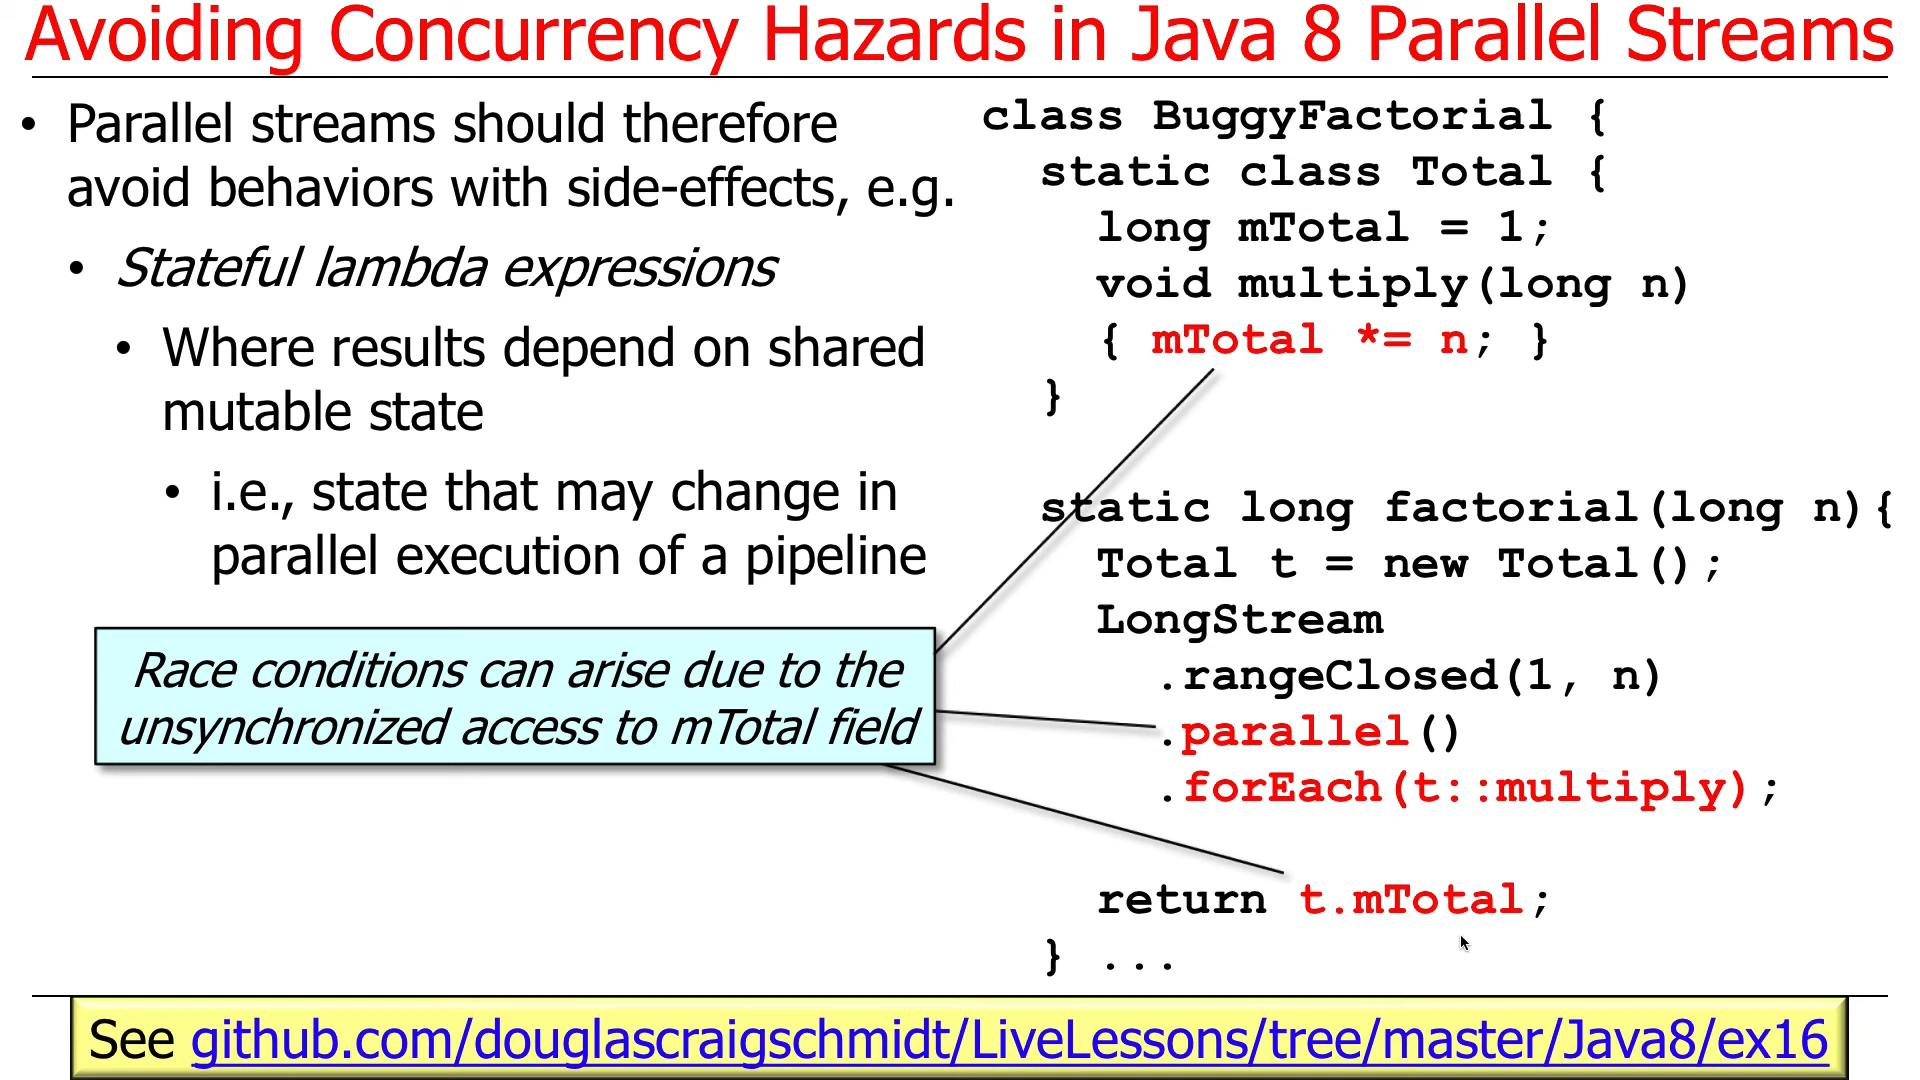 Avoiding Concurrency Hazards in Java 8 Parallel Streams
• Parallel streams should therefore
avoid behaviors with side-effects, e.g.
• Stateful lambda expressions
• Where results depend on shared
mutable state
• i.e., state that may change in
parallel execution of a pipeline
Race conditions can arise due to the
unsynchronized access to mTotal field
class BuggyFactorial {
static class Total {
long mTotal = 1;
void multiply(long n)
{ mTotal *= n; }
}
static long factorial(long n){
Total t = new Total();
LongStream
.rangeClosed(1, n)
.parallel()
.forEach(t::multiply);
return t.mTotal;
} ...
See github.com/douglascraigschmidt/LiveLessons/tree/master/Java8/ex16